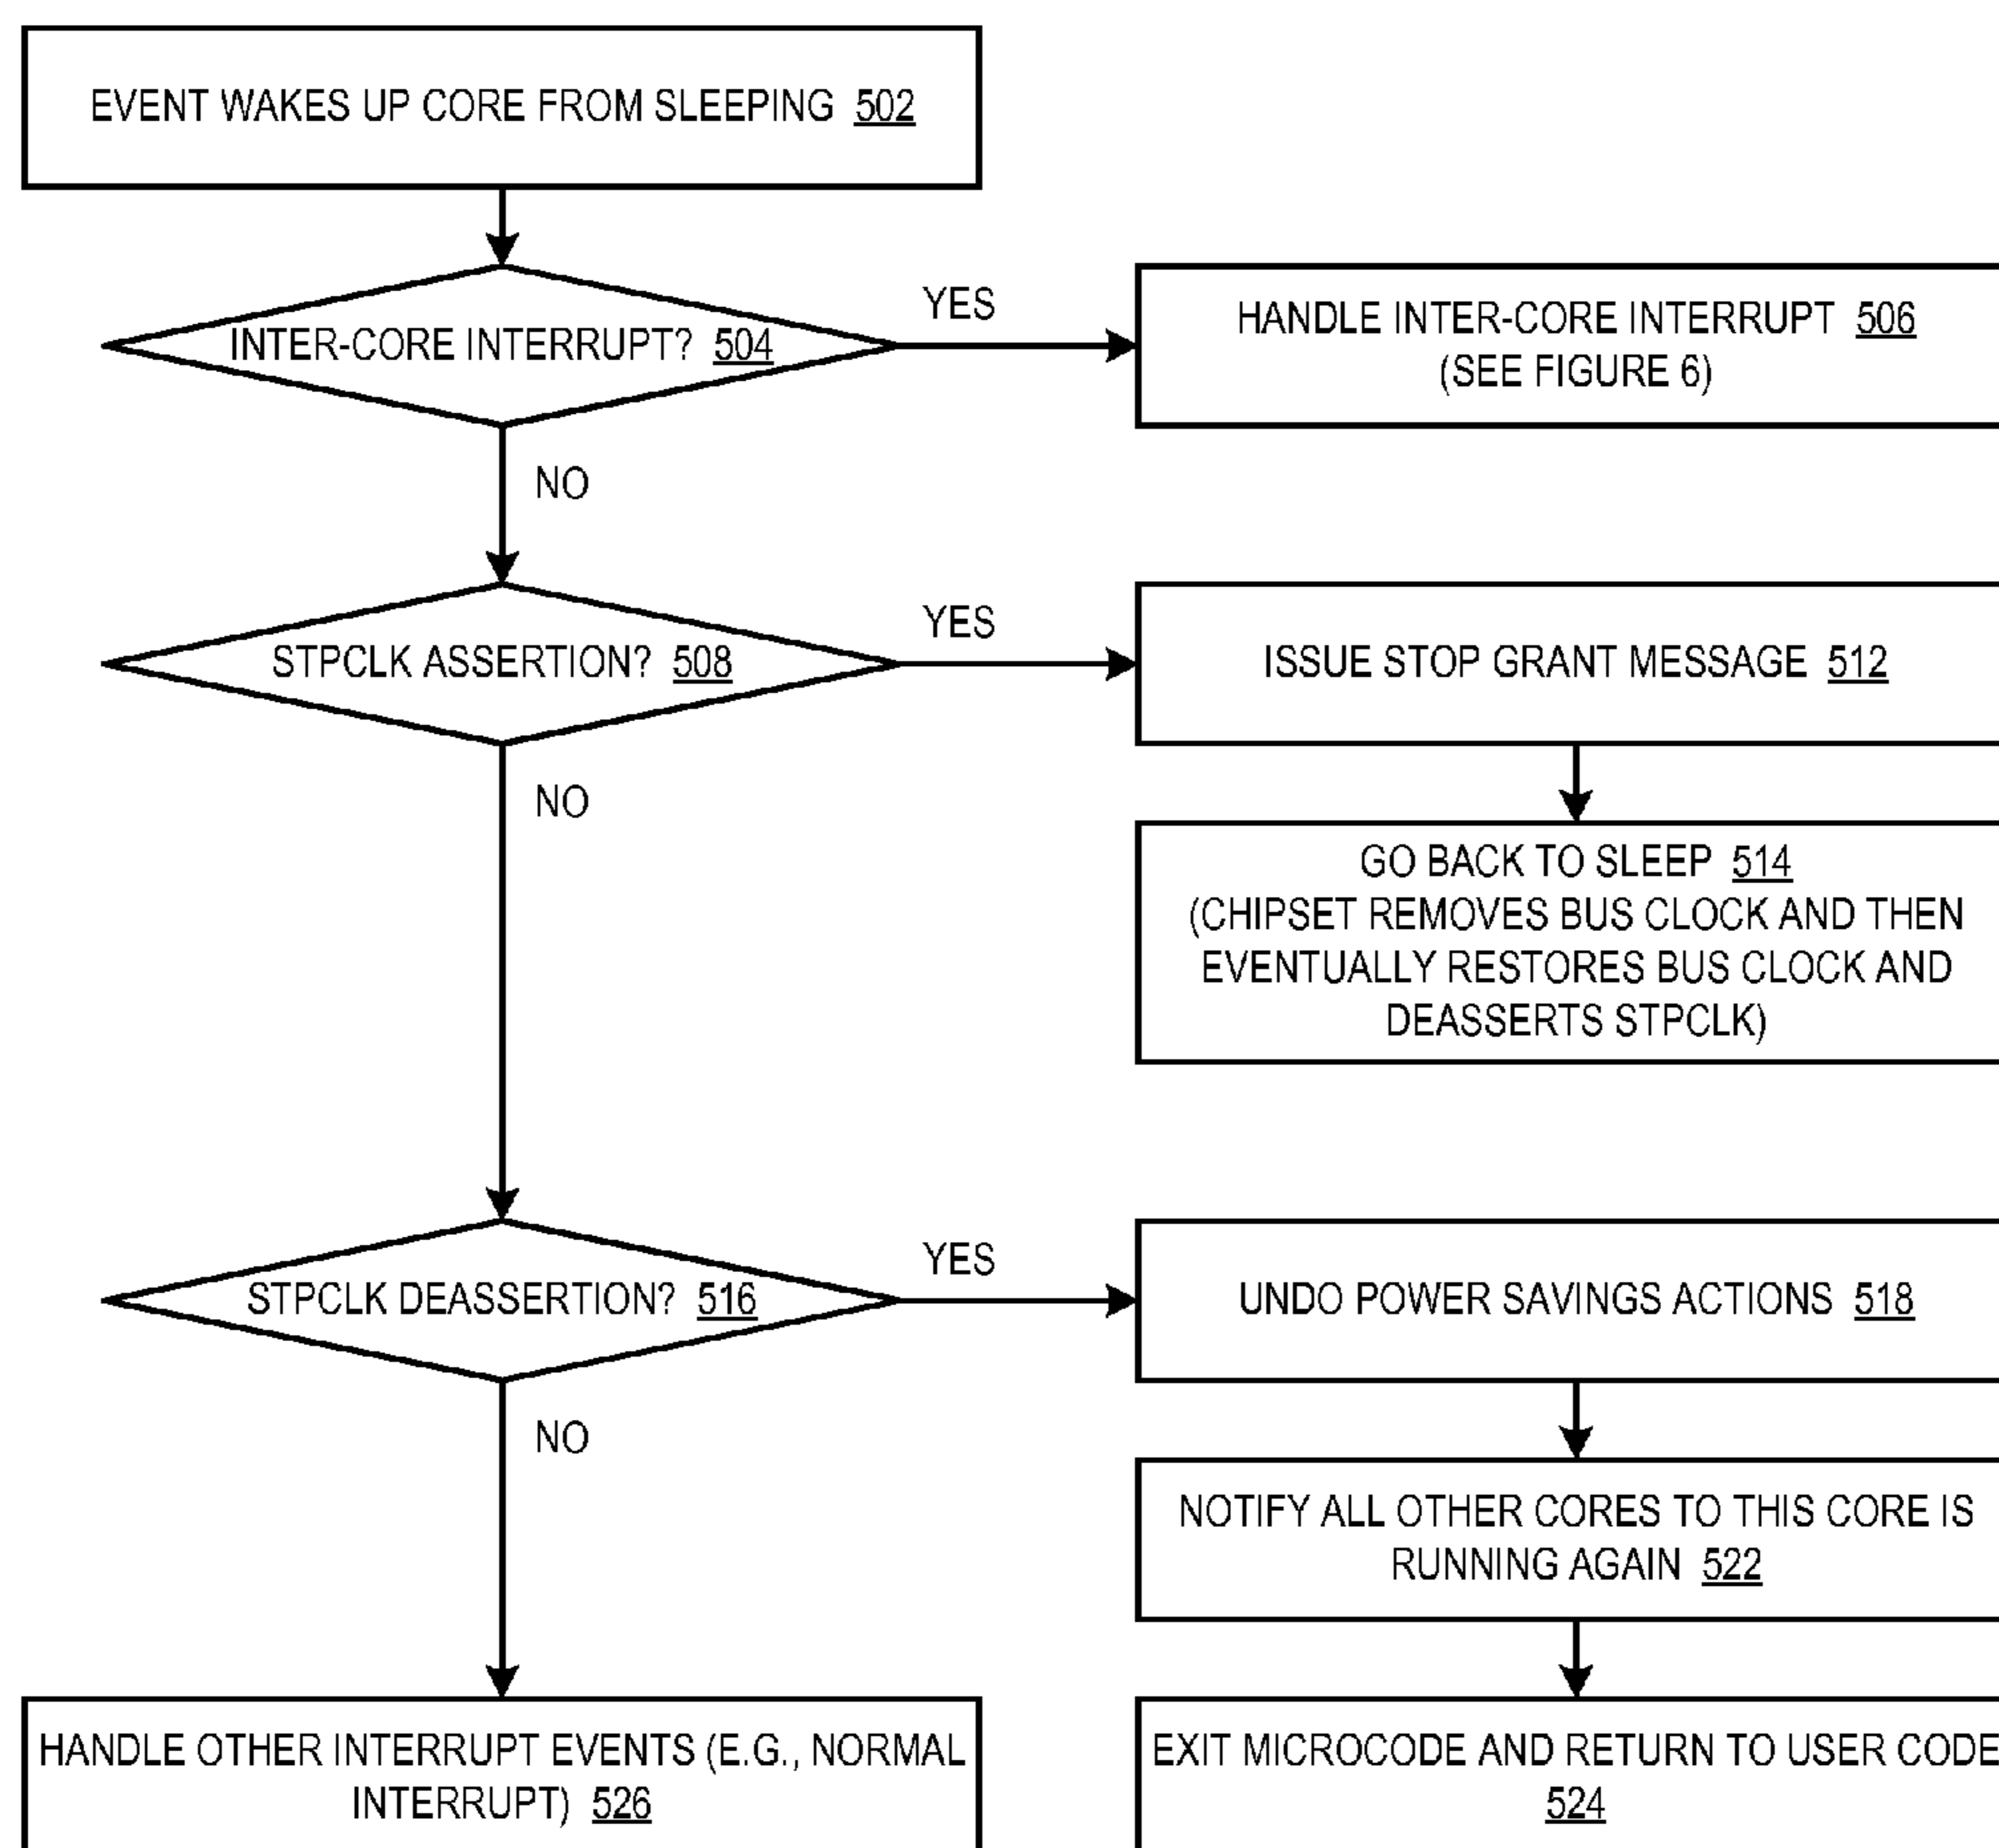 EVENT WAKES UP CORE FROM SLEEPING 502
INTER-CORE INTERRUPT? 504
YES
HANDLE INTER-CORE INTERRUPT 506
(SEE FIGURE 6)
NO
STPCLK ASSERTION? 508
YES
ISSUE STOP GRANT MESSAGE 512
NO
GO BACK TO SLEEP 514
(CHIPSET REMOVES BUS CLOCK AND THEN
EVENTUALLY RESTORES BUS CLOCK AND
DEASSERTS STPCLK)
STPCLK DEASSERTION? 516
YES
UNDO POWER SAVINGS ACTIONS 518
NO
NOTIFY ALL OTHER CORES TO THIS CORE IS
RUNNING AGAIN 522
HANDLE OTHER INTERRUPT EVENTS (E.G., NORMAL
INTERRUPT) 526
EXIT MICROCODE AND RETURN TO USER CODE
524